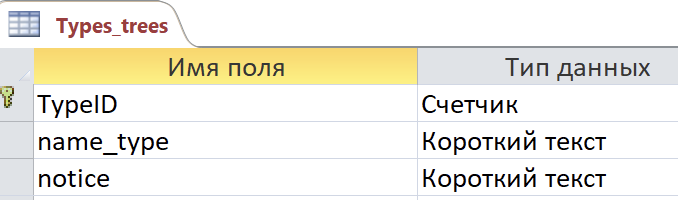 Types_trees
Имя поля Тип данных
TypeID Счетчик
name_type Короткий текст
notice Короткий текст